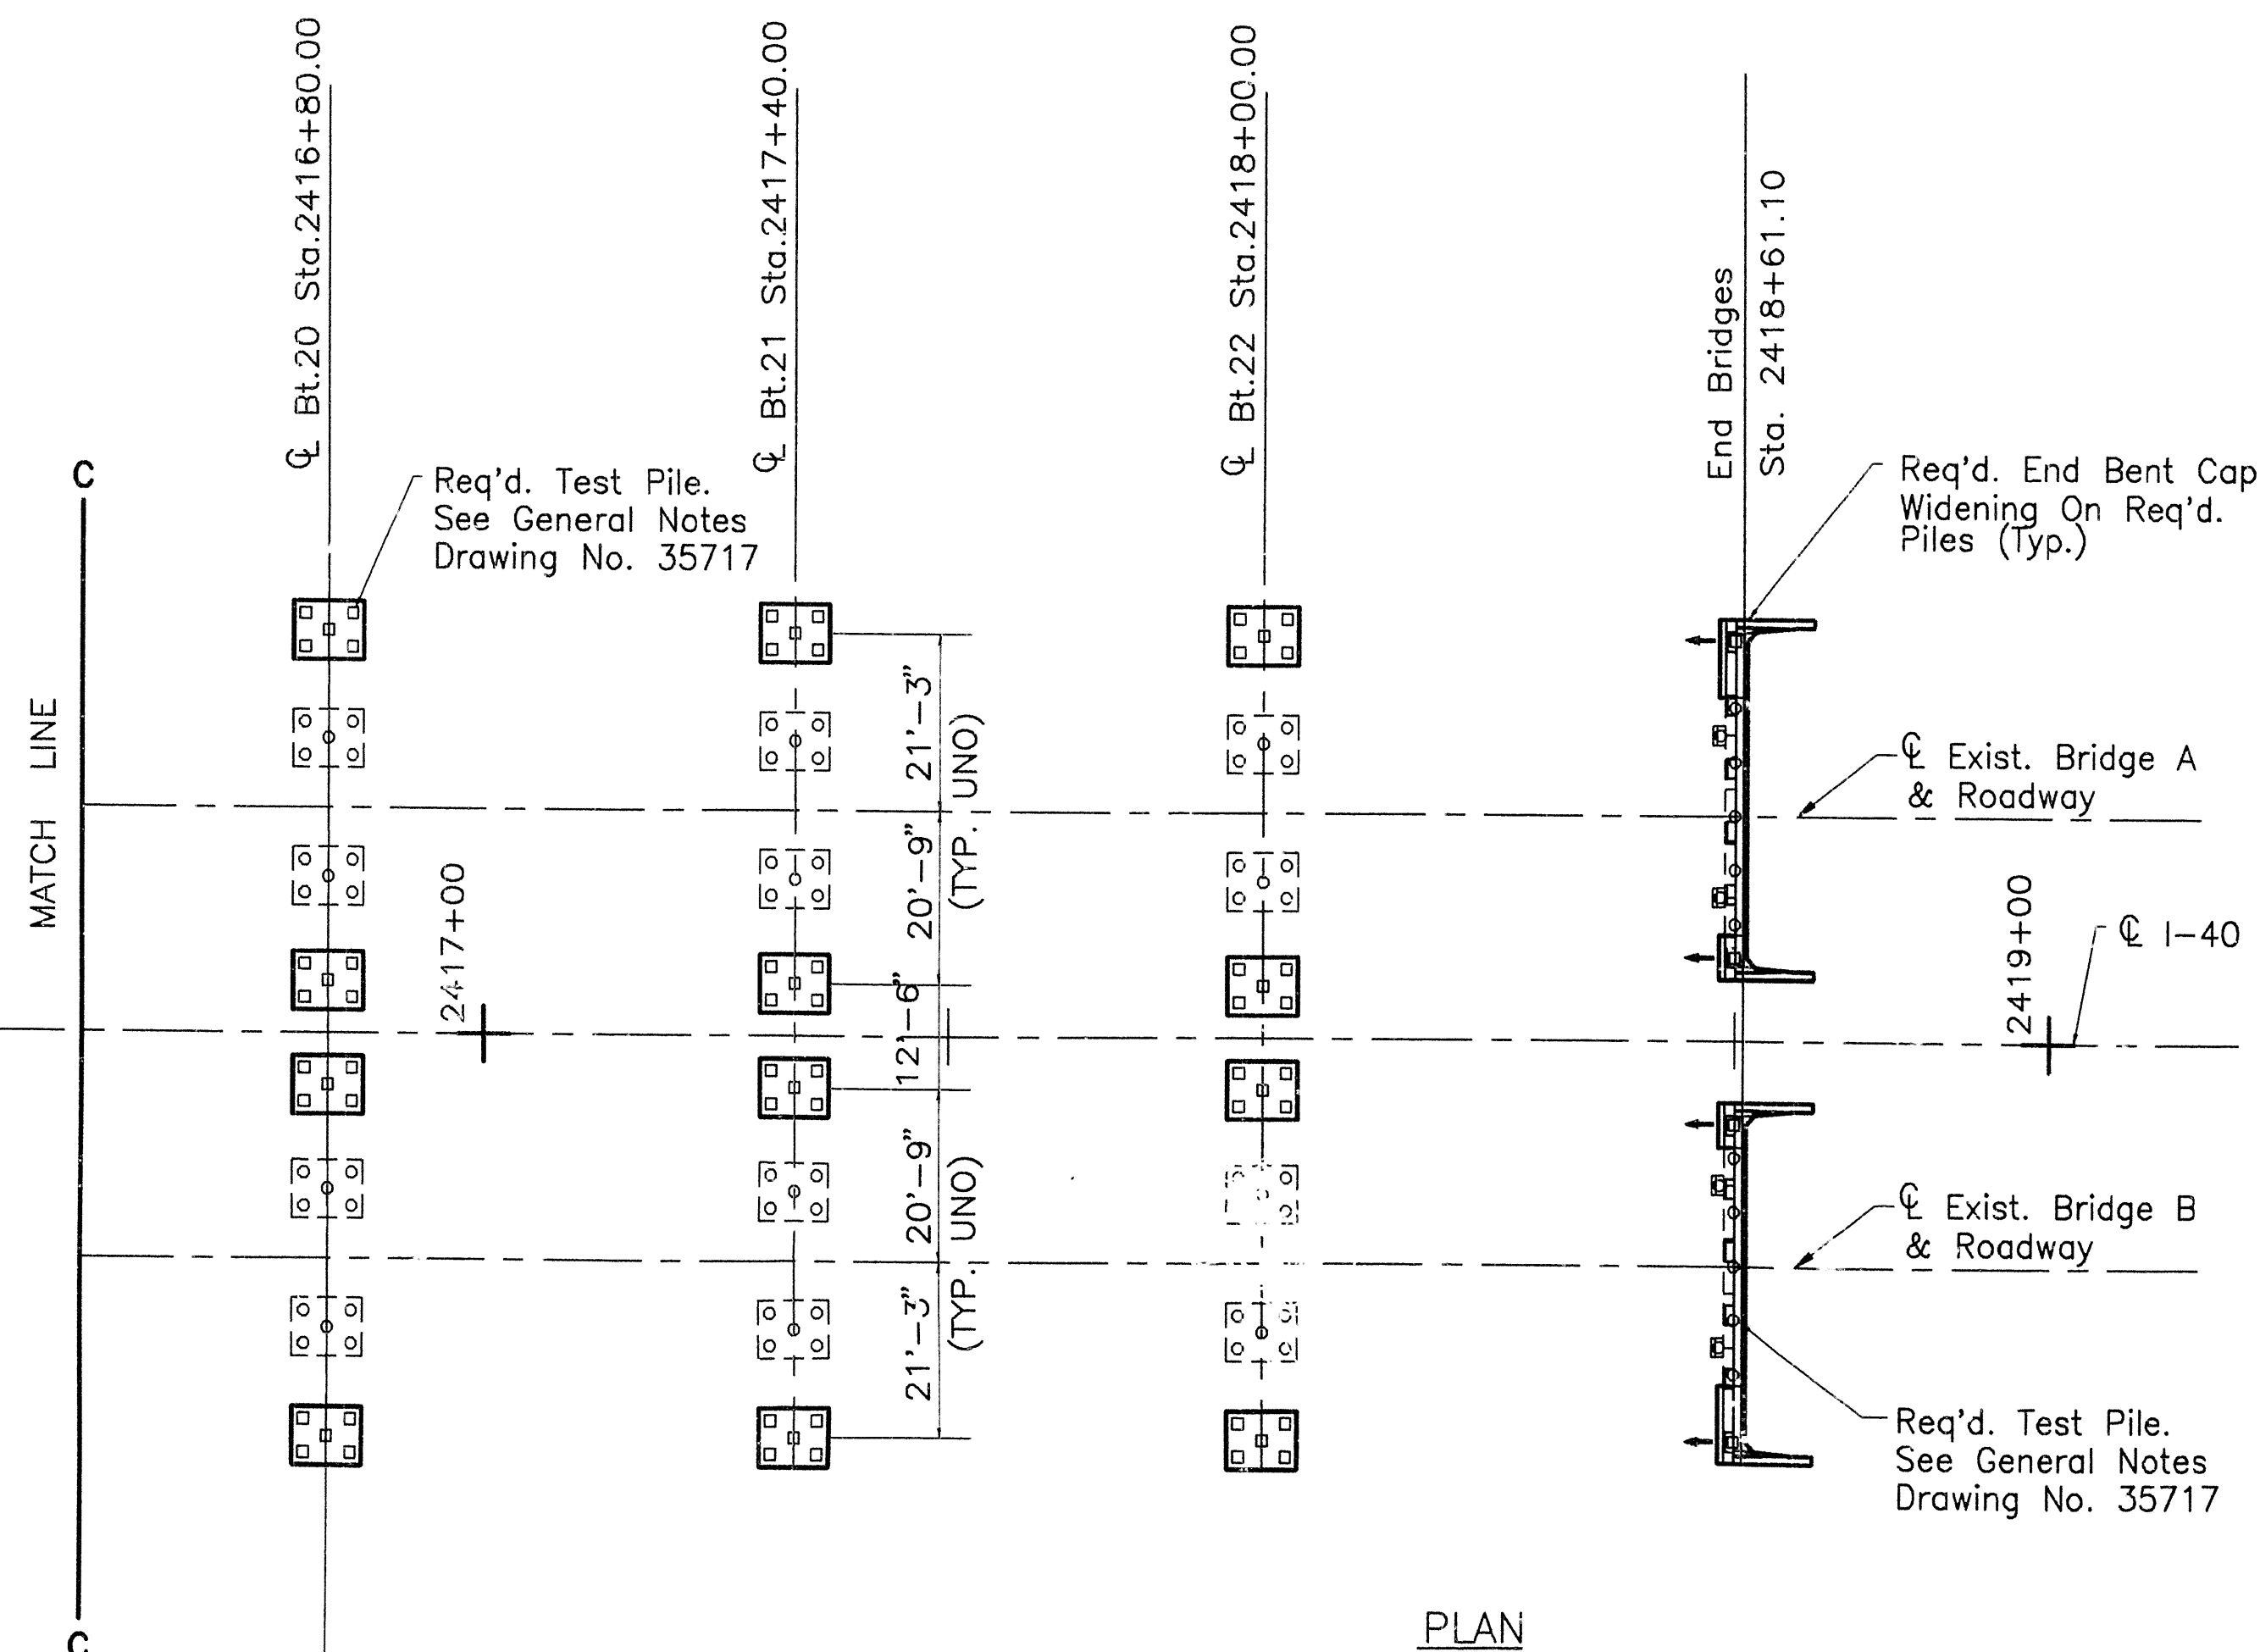 ℄ Bt.20 Sta.2416+80.00
℄ Bt.21 Sta.2417+40.00
℄ Bt.22 Sta.2418+00.00
End Bridges
Sta. 2418+61.10
C
Req'd. Test Pile.
See General Notes
Drawing No. 35717
Req'd. End Bent Cap
Widening On Req'd.
Piles (Typ.)
MATCH LINE
21'-3"
20'-9"
(TYP. UNO)
℄ Exist. Bridge A
& Roadway
2417+00
12'-6"
2419+00
℄ I-40
20'-9"
21'-3"
(TYP. UNO)
℄ Exist. Bridge B
& Roadway
Req'd. Test Pile.
See General Notes
Drawing No. 35717
C
PLAN